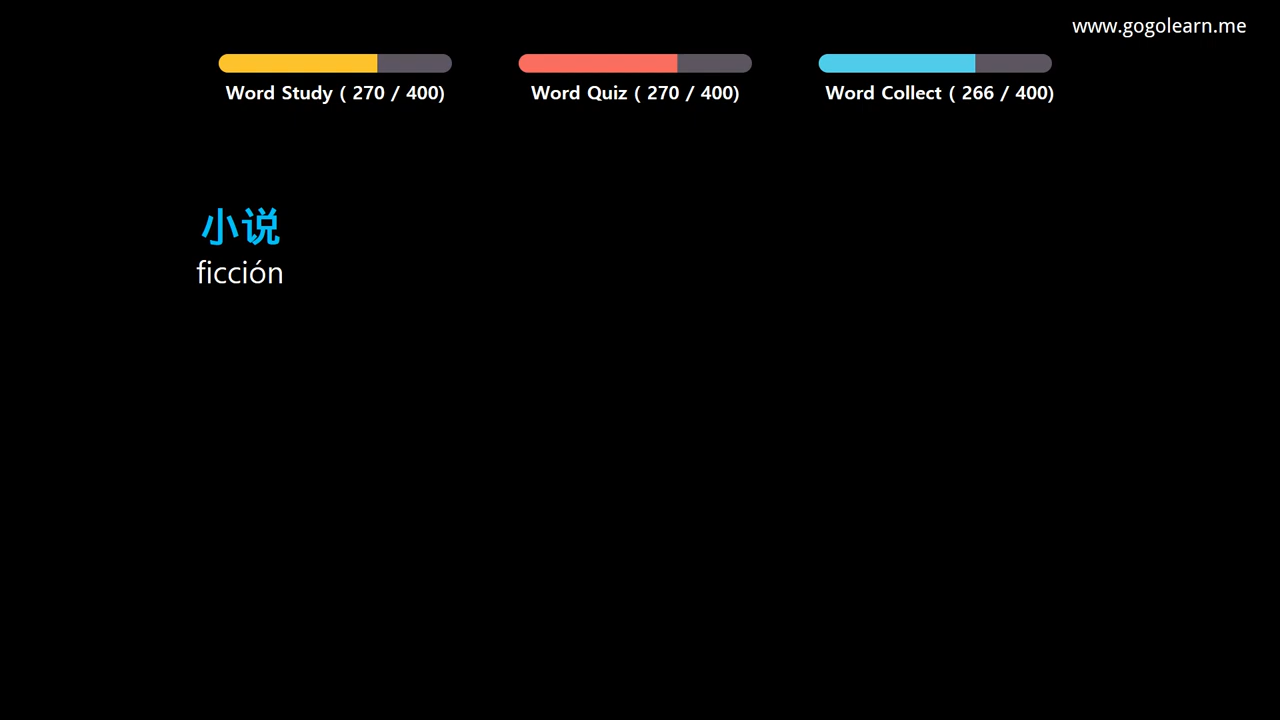 www.gogolearn.me
Word Study ( 270 / 400)
Word Quiz ( 270 / 400)
Word Collect ( 266 / 400)
小说
ficción